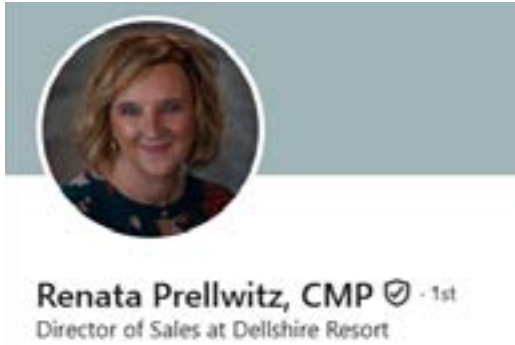 Renata Prellwitz, CMP · 1st
Director of Sales at Dellshire Resort